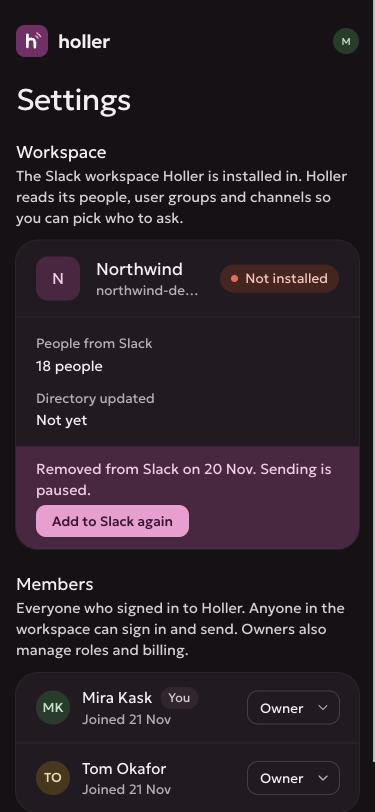 h holler
M
Settings
Workspace
The Slack workspace Holler is installed in. Holler
reads its people, user groups and channels so
you can pick who to ask.
N
Northwind
northwind-de...
Not installed
People from Slack
18 people
Directory updated
Not yet
Removed from Slack on 20 Nov. Sending is
paused.
Add to Slack again
Members
Everyone who signed in to Holler. Anyone in the
workspace can sign in and send. Owners also
manage roles and billing.
MK
Mira Kask You
Joined 21 Nov
Owner
TO
Tom Okafor
Joined 21 Nov
Owner